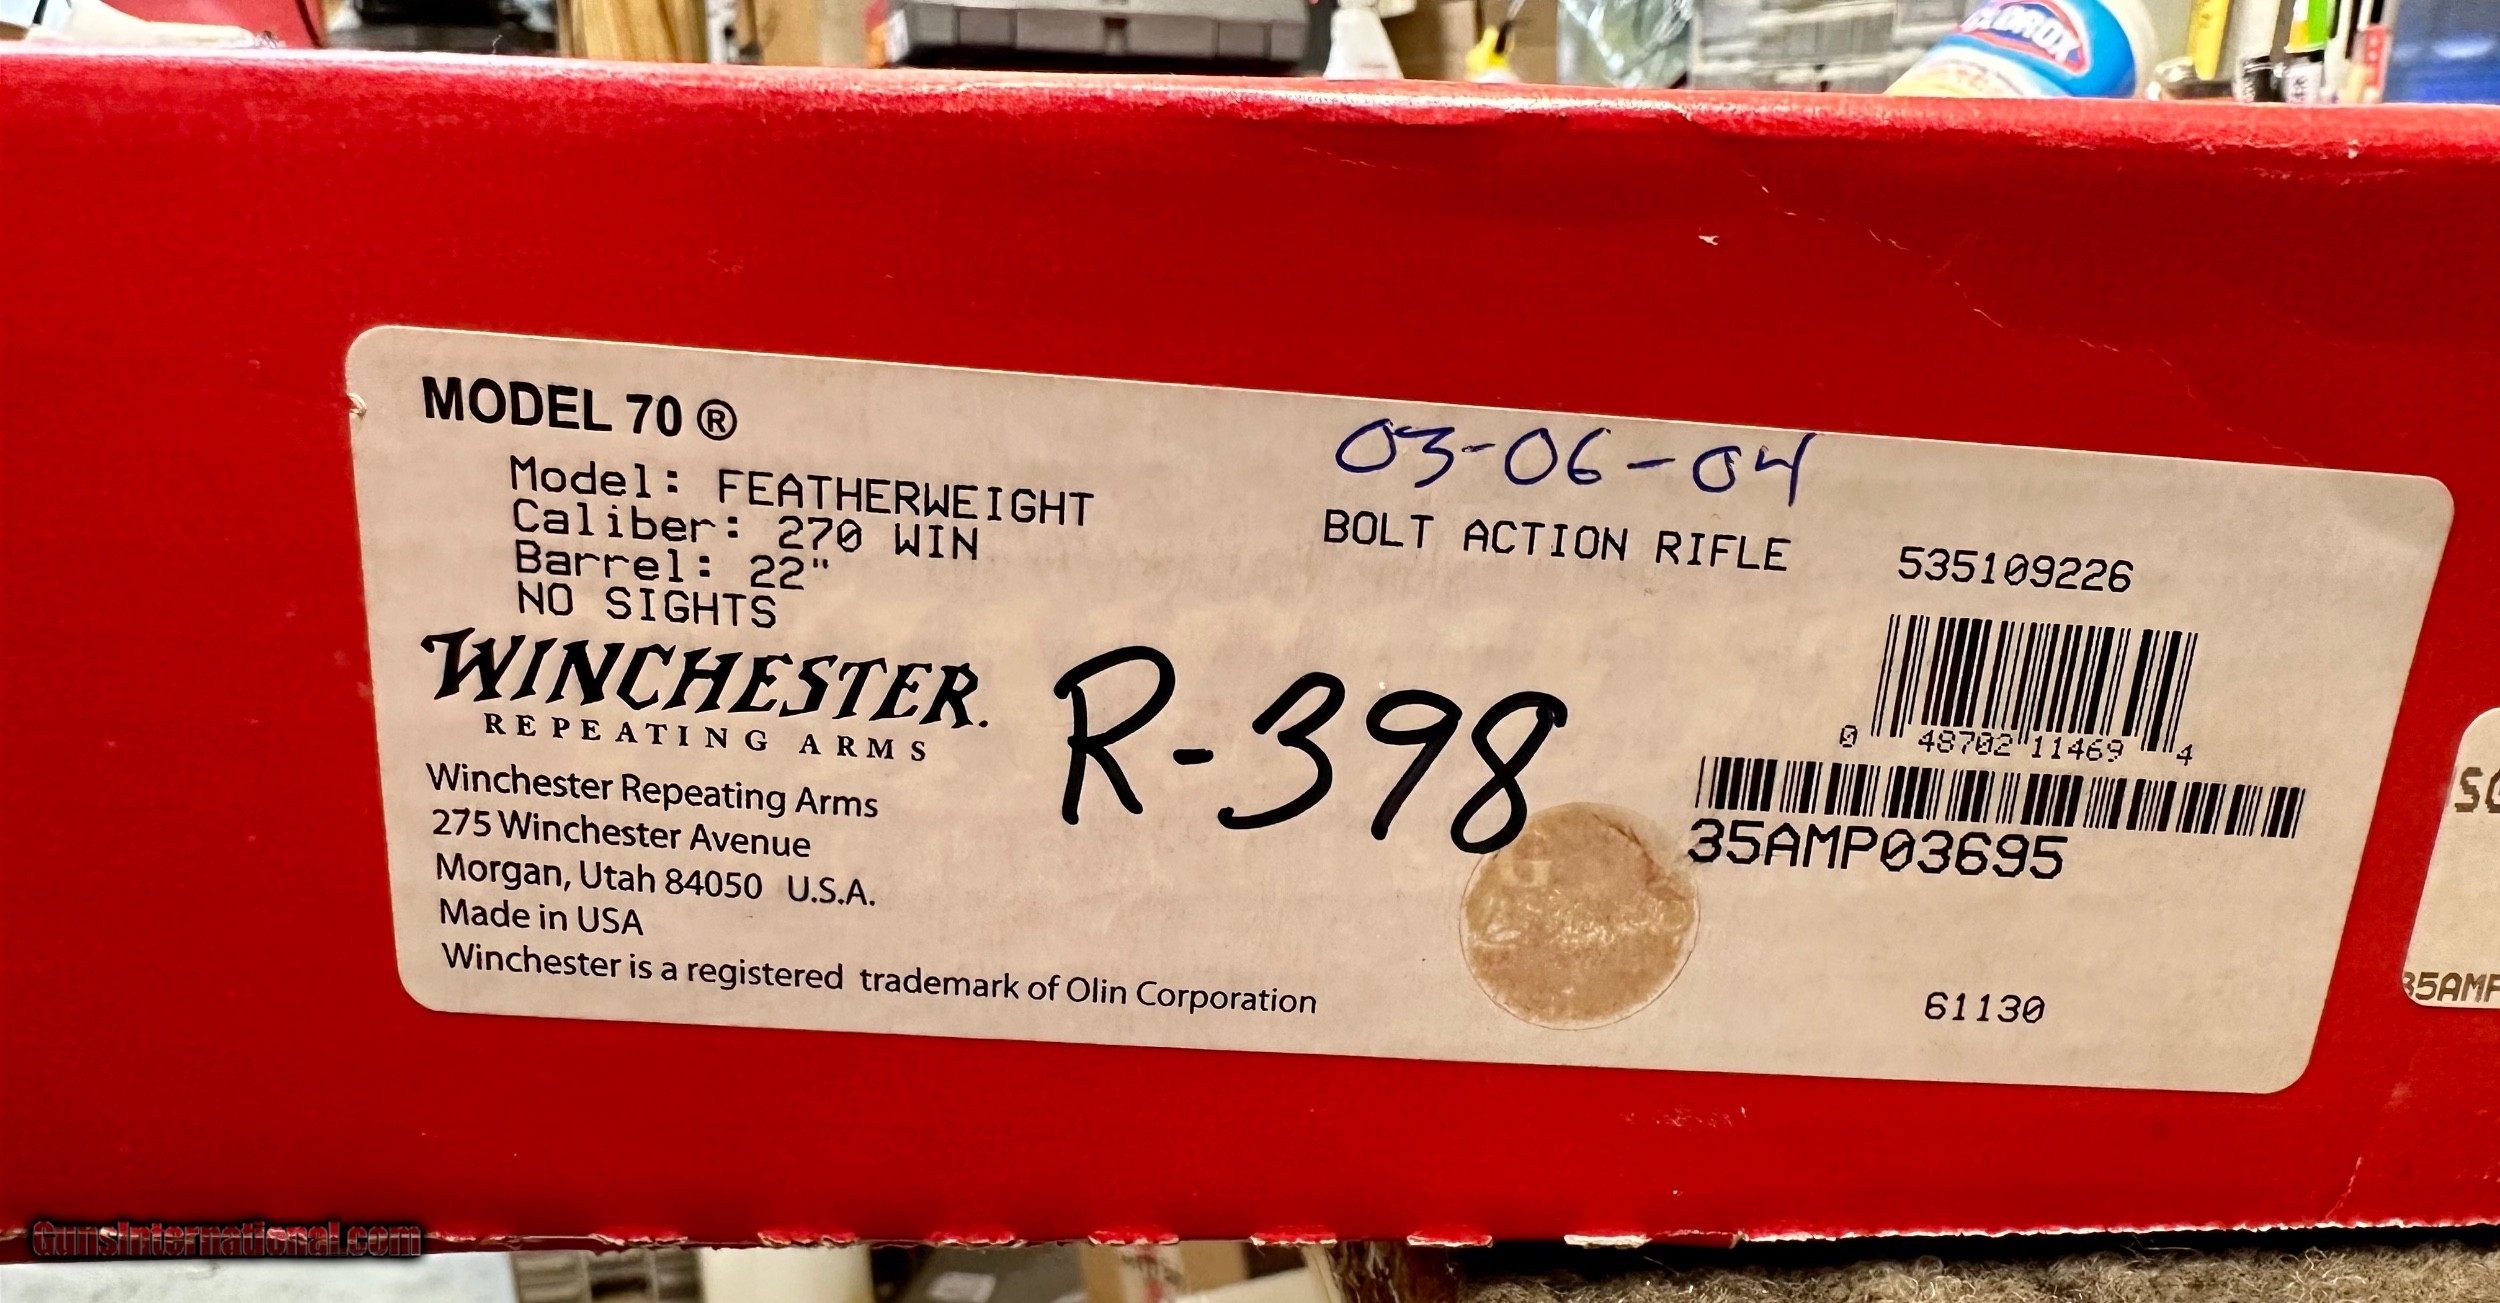 CLOROX
MODEL 70 ®
Model: FEATHERWEIGHT
Caliber: 270 WIN
Barrel: 22"
NO SIGHTS
WINCHESTER.
REPEATING ARMS
Winchester Repeating Arms
275 Winchester Avenue
Morgan, Utah 84050 U.S.A.
Made in USA
Winchester is a registered trademark of Olin Corporation
03-06-04
BOLT ACTION RIFLE
R-398
535109226
0 48702 11469 4
35AMP03695
61130
35AMP
GunsInternational.com